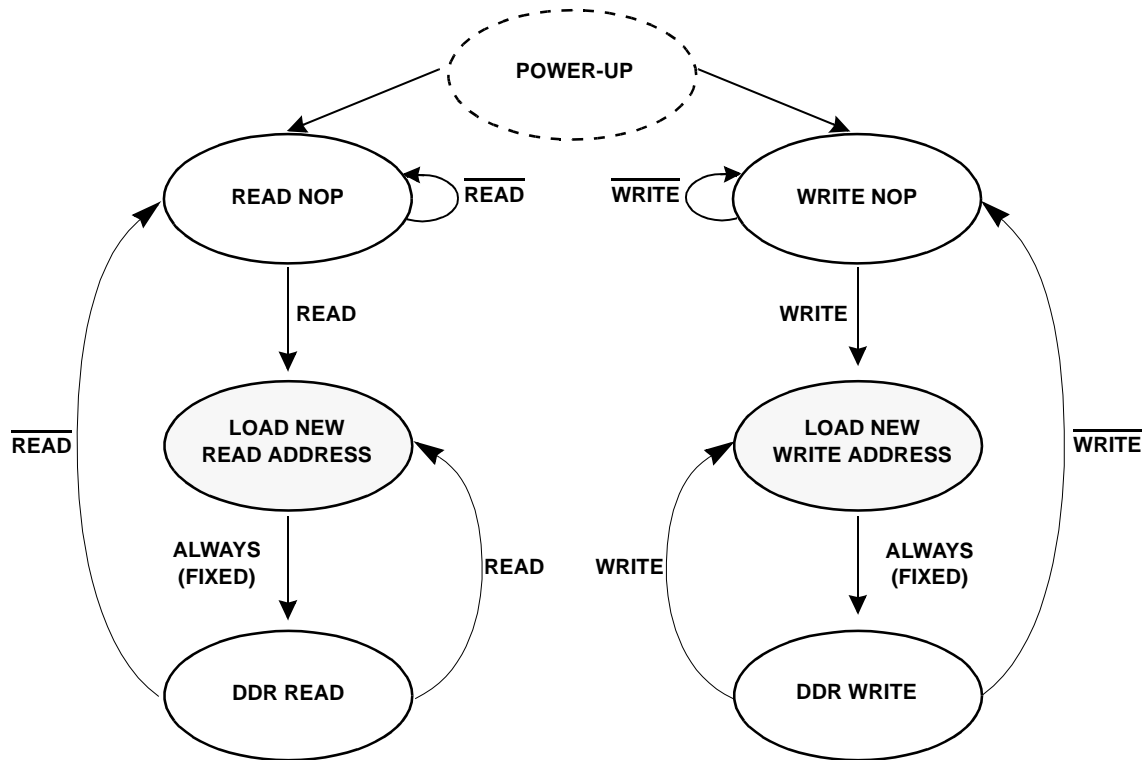 POWER-UP
READ NOP
READ
WRITE
WRITE NOP
READ
WRITE
LOAD NEW
READ ADDRESS
LOAD NEW
WRITE ADDRESS
READ
WRITE
ALWAYS
(FIXED)
READ
WRITE
ALWAYS
(FIXED)
DDR READ
DDR WRITE